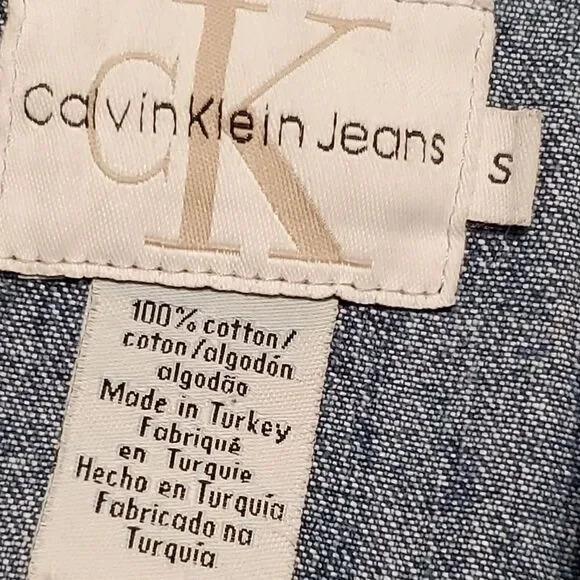 CK
Calvin Klein Jeans
S
100% cotton/
coton/algodón
algodão
Made in Turkey
Fabriqué
en Turquie
Hecho en Turquía
Fabricado na
Turquía